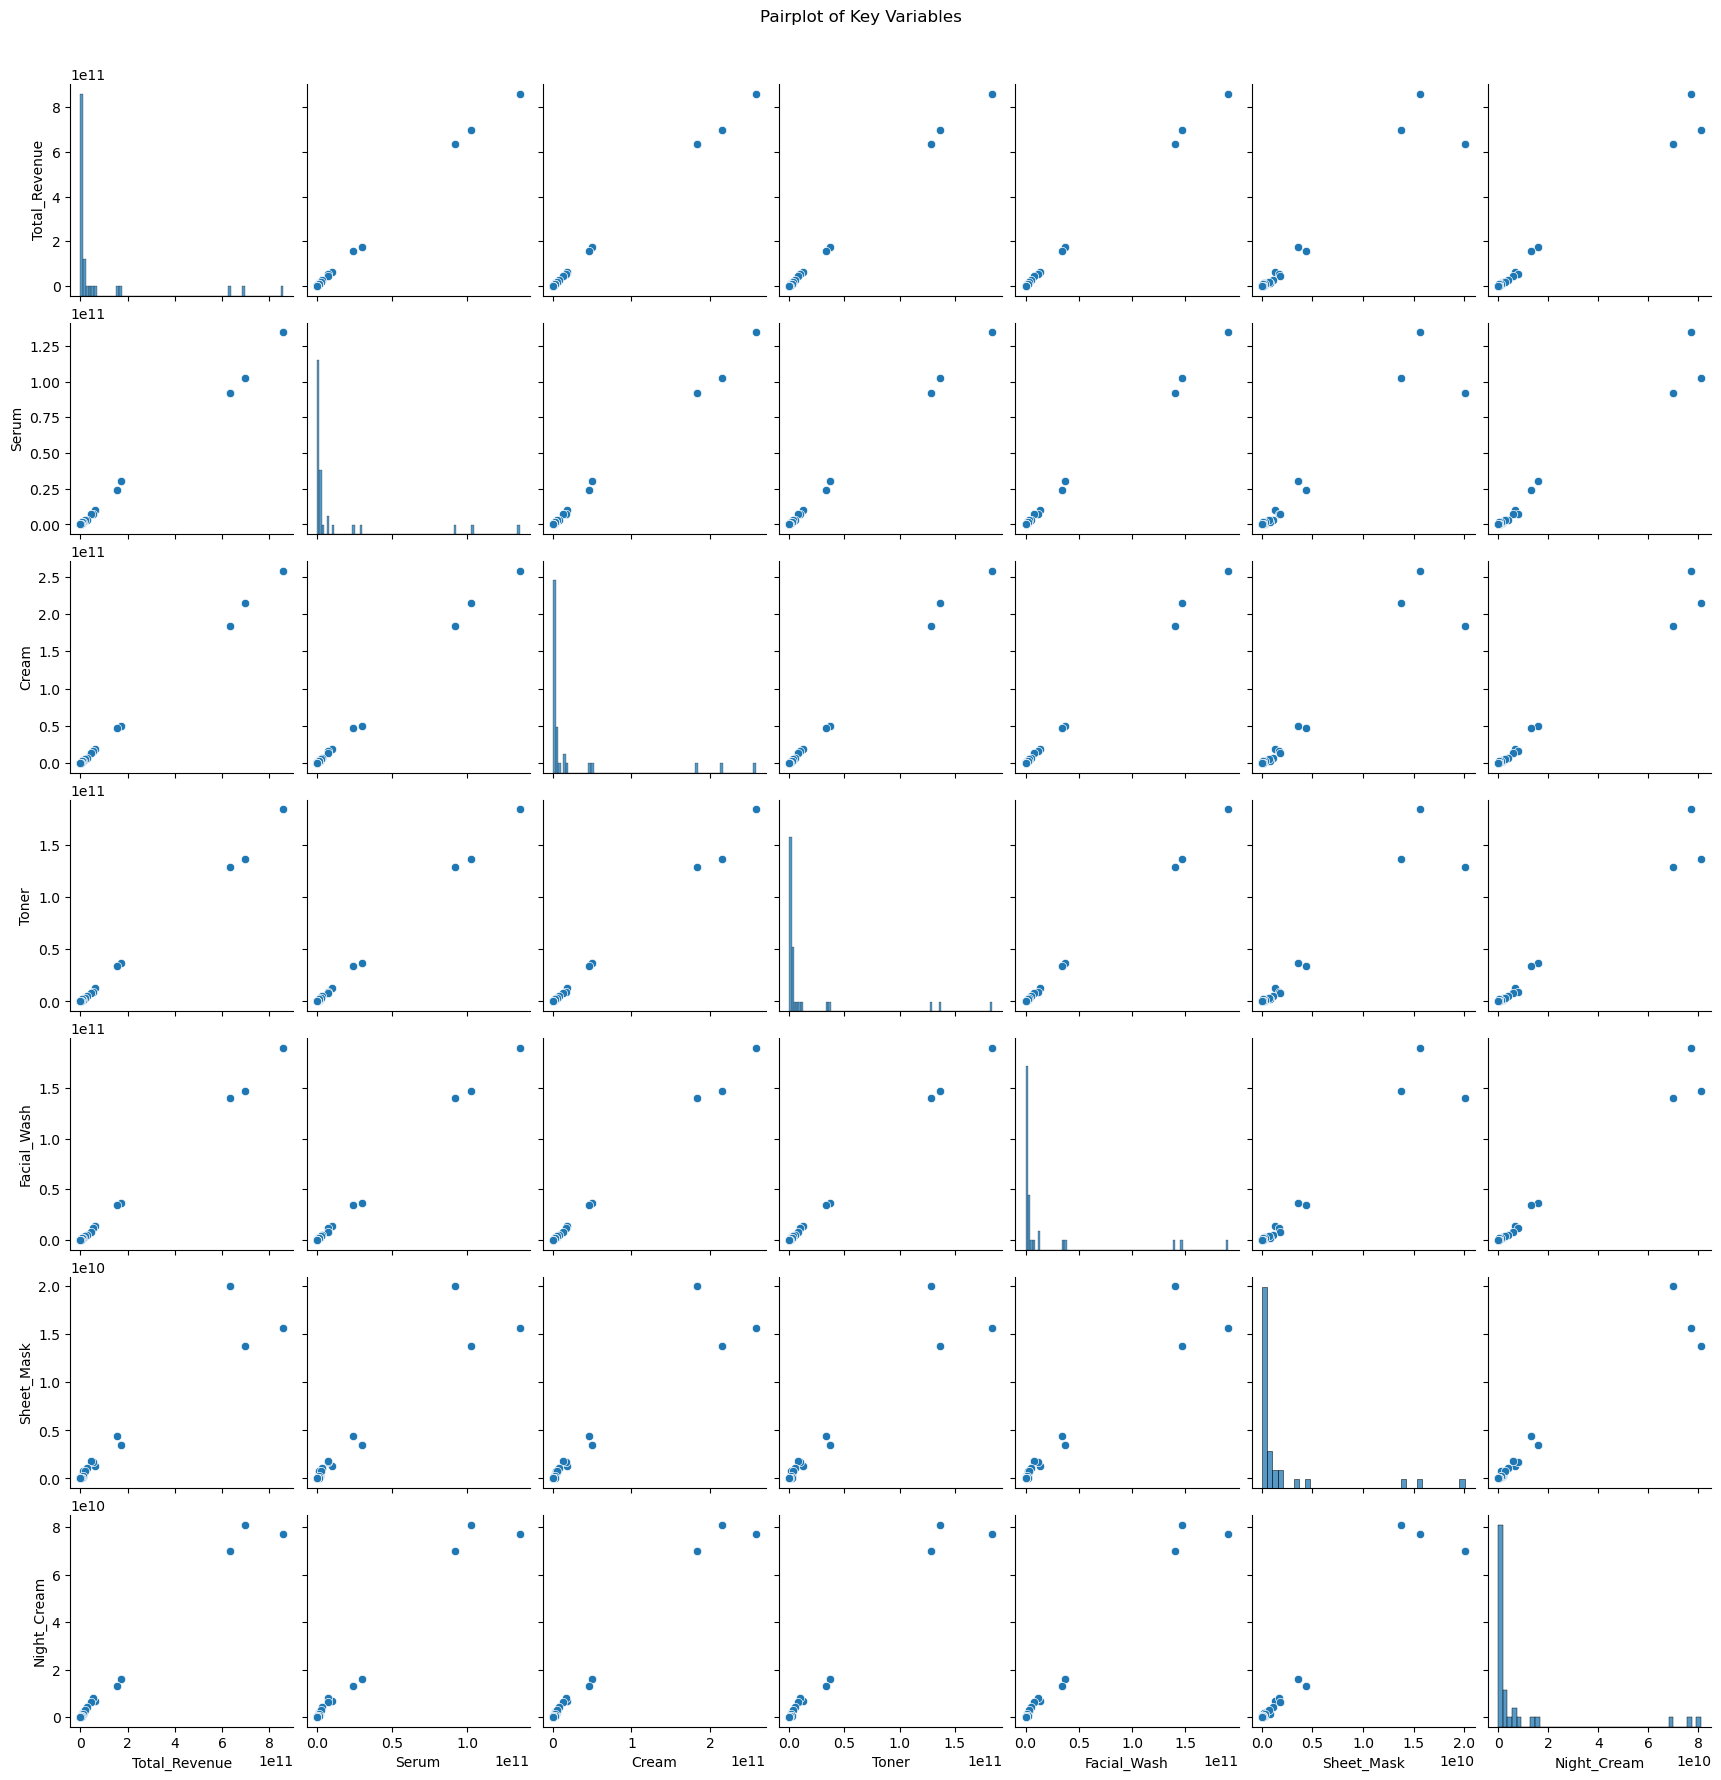 Pairplot of Key Variables
1e11
8
6
4
2
0
Total_Revenue
1e11
1.25
1.00
0.75
0.50
0.25
0.00
Serum
1e11
2.5
2.0
1.5
1.0
0.5
0.0
Cream
1e11
1.5
1.0
0.5
0.0
Toner
1e11
1.5
1.0
0.5
0.0
Facial_Wash
1e10
2.0
1.5
1.0
0.5
0.0
Sheet_Mask
1e10
8
6
4
2
0
Night_Cream
0 2 4 6 8 0.0 0.5 1.0 0 1 2 0.0 0.5 1.0 1.5 0.0 0.5 1.0 1.5 0.0 0.5 1.0 1.5 2.0 0 2 4 6 8
1e11 1e11 1e11 1e11 1e11 1e10 1e10
Total_Revenue Serum Cream Toner Facial_Wash Sheet_Mask Night_Cream